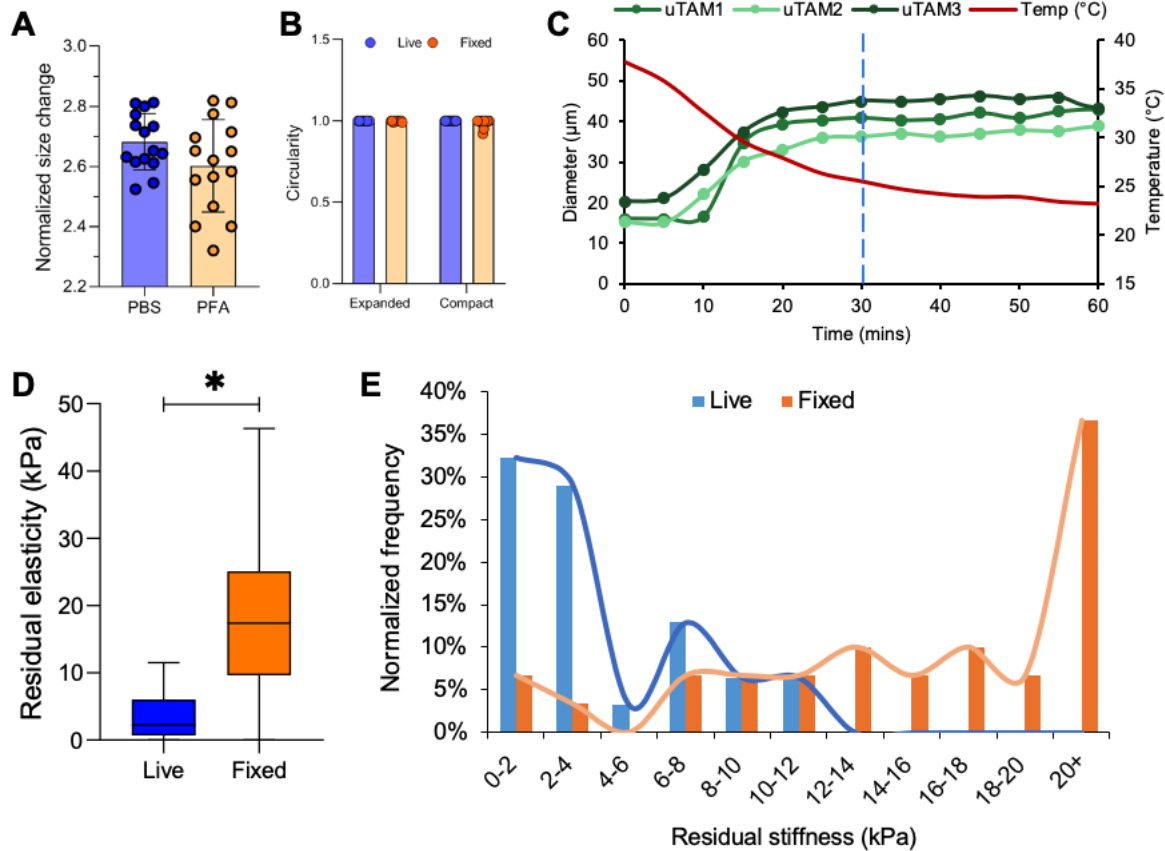 A
Normalized size change
3.0
2.8
2.6
2.4
2.2
PBS
PFA
B
Live
Fixed
Circularity
1.5
1.0
0.5
0.0
Expanded
Compact
C
uTAM1
uTAM2
uTAM3
Temp (°C)
Diameter (µm)
60
50
40
30
20
10
0
Temperature (°C)
40
35
30
25
20
15
0
10
20
30
40
50
60
Time (mins)
D
*
Residual elasticity (kPa)
50
40
30
20
10
0
Live
Fixed
E
Live
Fixed
Normalized frequency
40%
35%
30%
25%
20%
15%
10%
5%
0%
0-2
2-4
4-6
6-8
8-10
10-12
12-14
14-16
16-18
18-20
20+
Residual stiffness (kPa)